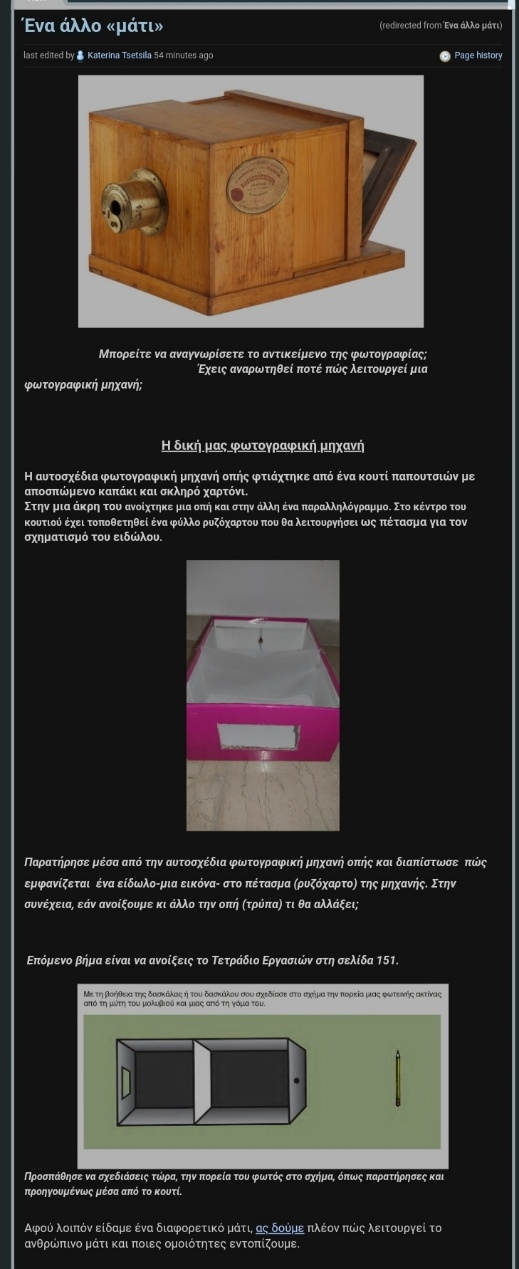 Ένα άλλο «μάτι»
(redirected from Ένα άλλο μάτι)
last edited by Katerina Tsetsila 54 minutes ago
Page history
Μπορείτε να αναγνωρίσετε το αντικείμενο της φωτογραφίας;
Έχεις αναρωτηθεί ποτέ πώς λειτουργεί μια
φωτογραφική μηχανή;
Η δική μας φωτογραφική μηχανή
Η αυτοσχέδια φωτογραφική μηχανή οπής φτιάχτηκε από ένα κουτί παπουτσιών με
αποσπώμενο καπάκι και σκληρό χαρτόνι.
Στην μια άκρη του ανοίχτηκε μια οπή και στην άλλη ένα παραλληλόγραμμο. Στο κέντρο του
κουτιού έχει τοποθετηθεί ένα φύλλο ρυζόχαρτου που θα λειτουργήσει ως πέτασμα για τον
σχηματισμό του ειδώλου.
Παρατήρησε μέσα από την αυτοσχέδια φωτογραφική μηχανή οπής και διαπίστωσε πώς
εμφανίζεται ένα είδωλο-μια εικόνα- στο πέτασμα (ρυζόχαρτο) της μηχανής. Στην
συνέχεια, εάν ανοίξουμε κι άλλο την οπή (τρύπα) τι θα αλλάξει;
Επόμενο βήμα είναι να ανοίξεις το Τετράδιο Εργασιών στη σελίδα 151.
Με τη βοήθεια της δασκάλας ή του δασκάλου σου σχεδίασε στο σχήμα την πορεία μιας φωτεινής ακτίνας
από τη μύτη του μολυβιού και μιας από τη γόμα του.
Προσπάθησε να σχεδιάσεις τώρα, την πορεία του φωτός στο σχήμα, όπως παρατήρησες και
προηγουμένως μέσα από το κουτί.
Αφού λοιπόν είδαμε ένα διαφορετικό μάτι, ας δούμε πλέον πώς λειτουργεί το
ανθρώπινο μάτι και ποιες ομοιότητες εντοπίζουμε.